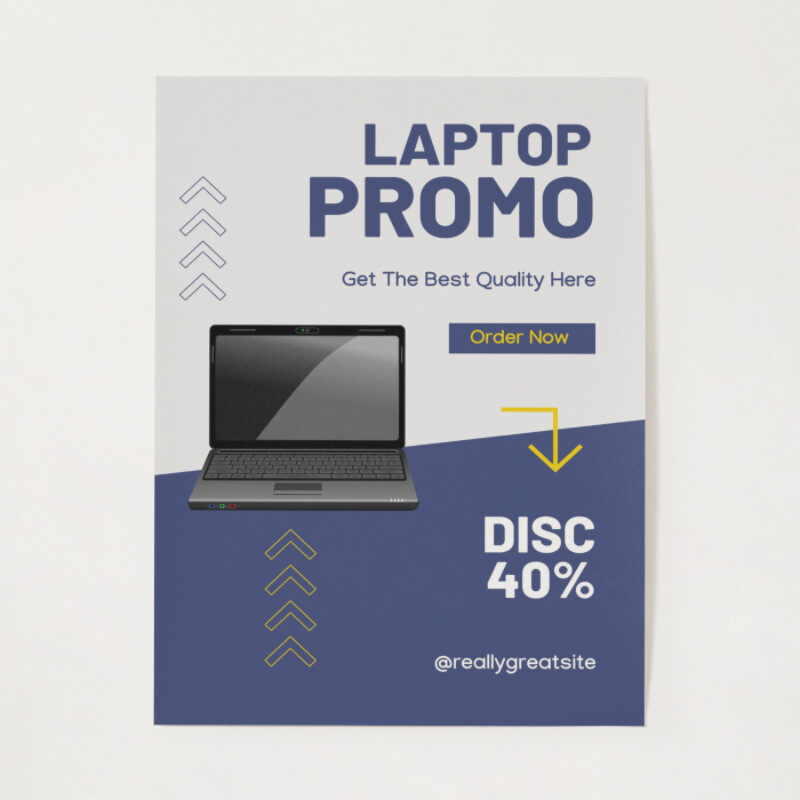 LAPTOP
PROMO
Get The Best Quality Here
Order Now
DISC
40%
@reallygreatsite